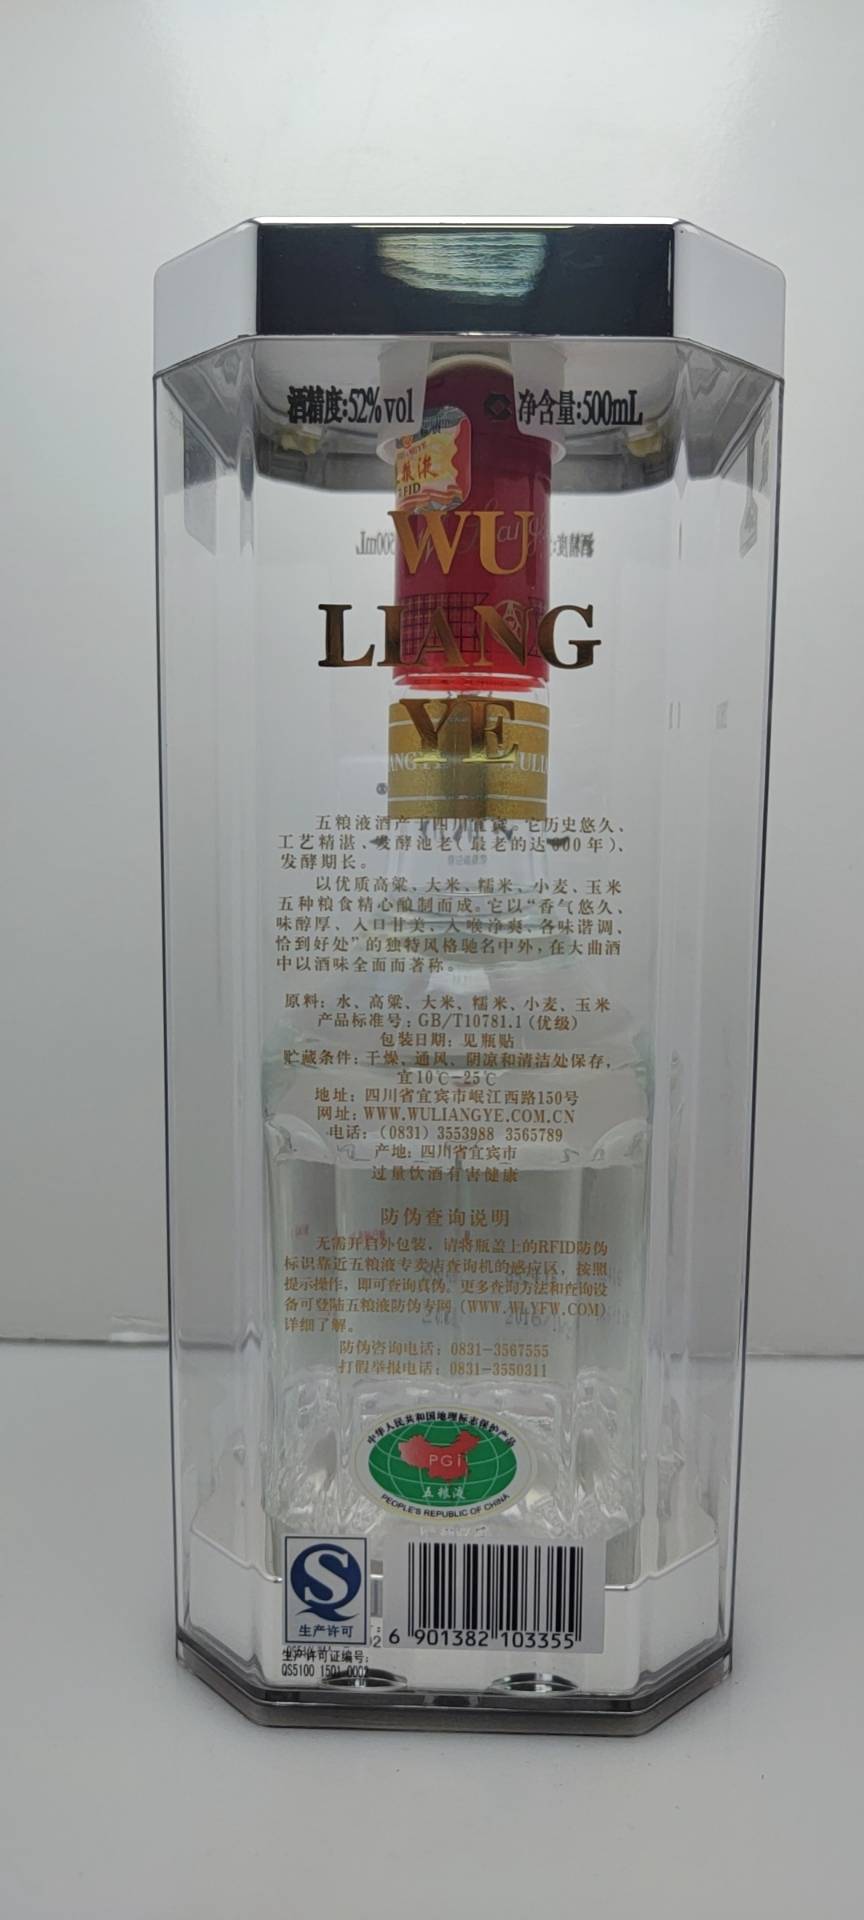 酒精度:52%vol 净含量:500mL
WU
LIANG
YE
五粮液酒产于四川宜宾。它历史悠久、
工艺精湛、发酵池老(最老的达600年)、
发酵期长。
以优质高粱、大米、糯米、小麦、玉米
五种粮食精心酿制而成。它以“香气悠久、
味醇厚、入口甘美、入喉净爽、各味谐调、
恰到好处”的独特风格驰名中外,在大曲酒
中以酒味全面而著称。
原料:水、高粱、大米、糯米、小麦、玉米
产品标准号:GB/T10781.1(优级)
包装日期:见瓶贴
贮藏条件:干燥、通风、阴凉和清洁处保存,
宜10℃-25℃
地址:四川省宜宾市岷江西路150号
网址:WWW.WULIANGYE.COM.CN
电话:(0831) 3553988 3565789
产地:四川省宜宾市
过量饮酒有害健康
防伪查询说明
无需开启外包装,请将瓶盖上的RFID防伪
标识靠近五粮液专卖店查询机的感应区,按照
提示操作,即可查询真伪。更多查询方法和查询设
备可登陆五粮液防伪专网(WWW.WLYFW.COM)
详细了解。
防伪咨询电话:0831-3567555
打假举报电话:0831-3550311
中华人民共和国地理标志保护产品
PGI
五粮液
PEOPLE'S REPUBLIC OF CHINA
生产许可
6 901382 103355
生产许可证编号:
QS5100 1501 0002